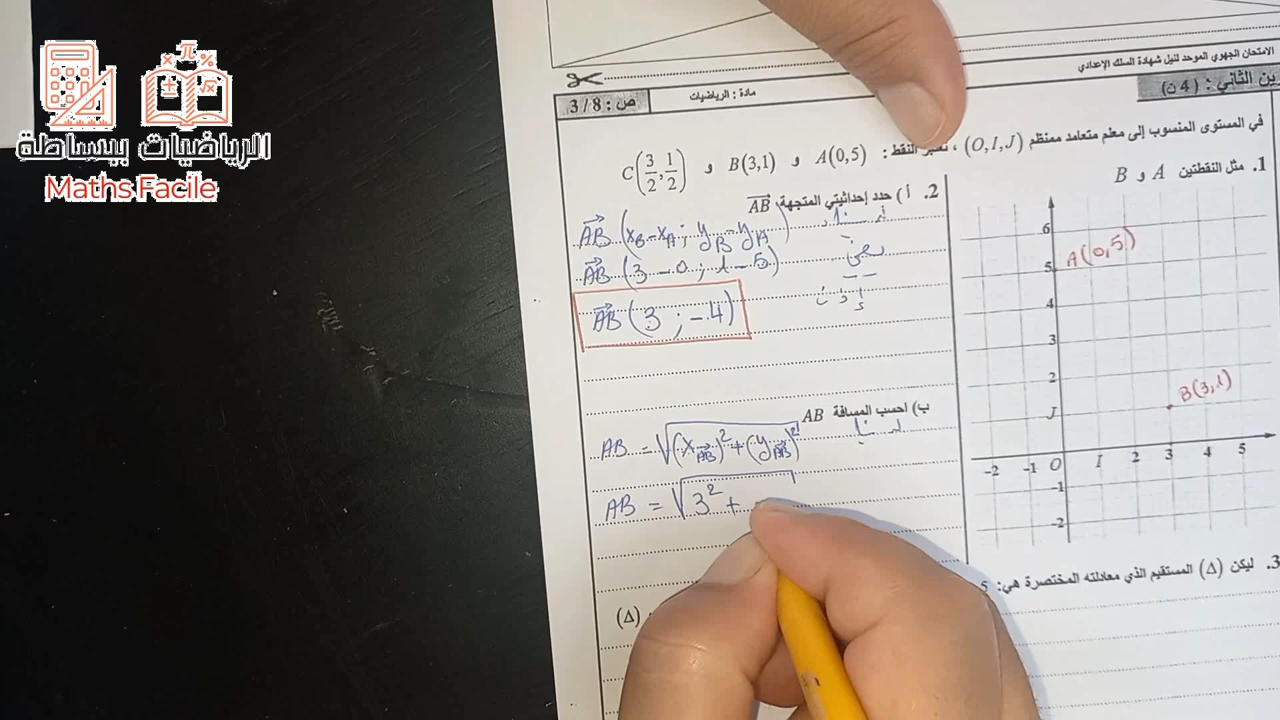 الرياضيات ببساطة
Maths Facile
الامتحان الجهوي الموحد لنيل شهادة السلك الإعدادي
مادة : الرياضيات
ص : 3 / 8
ين الثاني : ( 4 ن)
في المستوى المنسوب إلى معلم متعامد ممنظم (O, I, J) ، نعتبر النقط : A(0,5) و B(3,1) و C(3/2, 1/2)
1. مثل النقطتين A و B
6
5
4
3
2
J
-2 -1 O I 2 3 4 5
-1
-2
A(0,5)
B(3,1)
2. أ ) حدد إحداثيتي المتجهة AB→
لدينا
AB→ (xB - xA ; yB - yA)
يعني
AB→ (3 - 0 ; 1 - 5)
إذن
AB→ (3 ; -4)
ب) احسب المسافة AB
لدينا
AB = √(xAB→)² + (yAB→)²
AB = √3² +
3. ليكن (Δ) المستقيم الذي معادلته المختصرة هي:
(Δ)